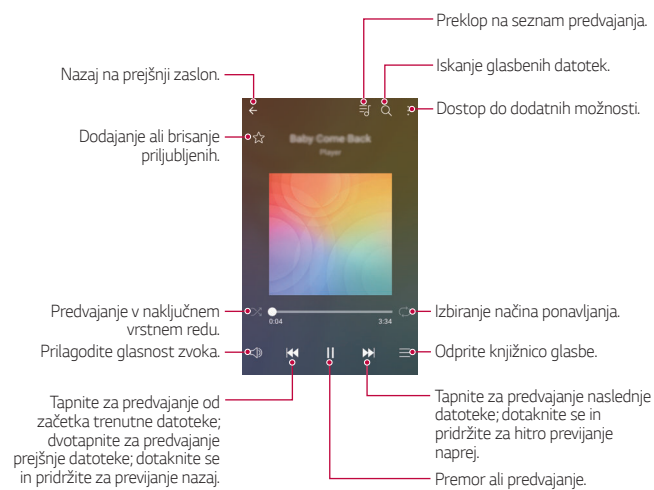 Preklop na seznam predvajanja.
Iskanje glasbenih datotek.
Dostop do dodatnih možnosti.
Nazaj na prejšnji zaslon.
Dodajanje ali brisanje
priljubljenih.
Baby Come Back
Player
0:04
3:34
Predvajanje v naključnem
vrstnem redu.
Prilagodite glasnost zvoka.
Izbiranje načina ponavljanja.
Odprite knjižnico glasbe.
Tapnite za predvajanje od
začetka trenutne datoteke;
dvotapnite za predvajanje
prejšnje datoteke; dotaknite se
in pridržite za previjanje nazaj.
Tapnite za predvajanje naslednje
datoteke; dotaknite se in
pridržite za hitro previjanje
naprej.
Premor ali predvajanje.